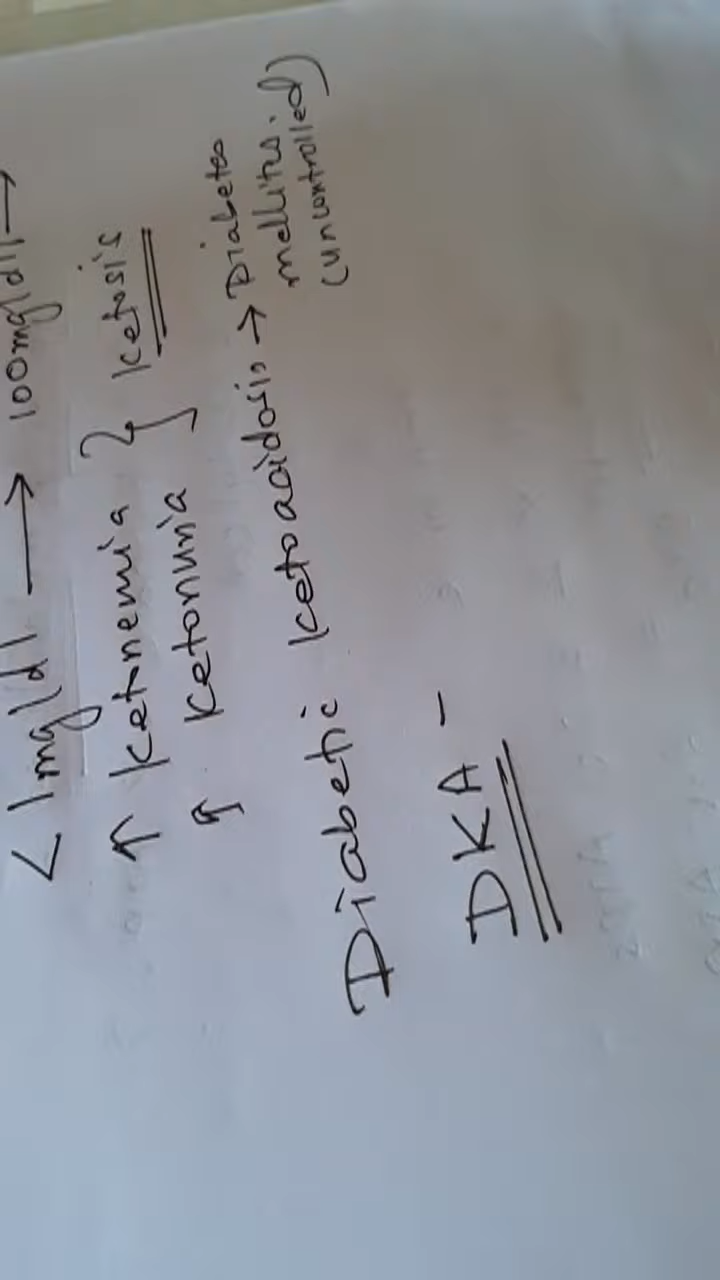 < 1mg/dl → 100mg/dl →
↑ ketonemia } ketosis
↑ ketonuria
Diabetic ketoacidosis → Diabetes
mellitus.
(uncontrolled)
DKA -